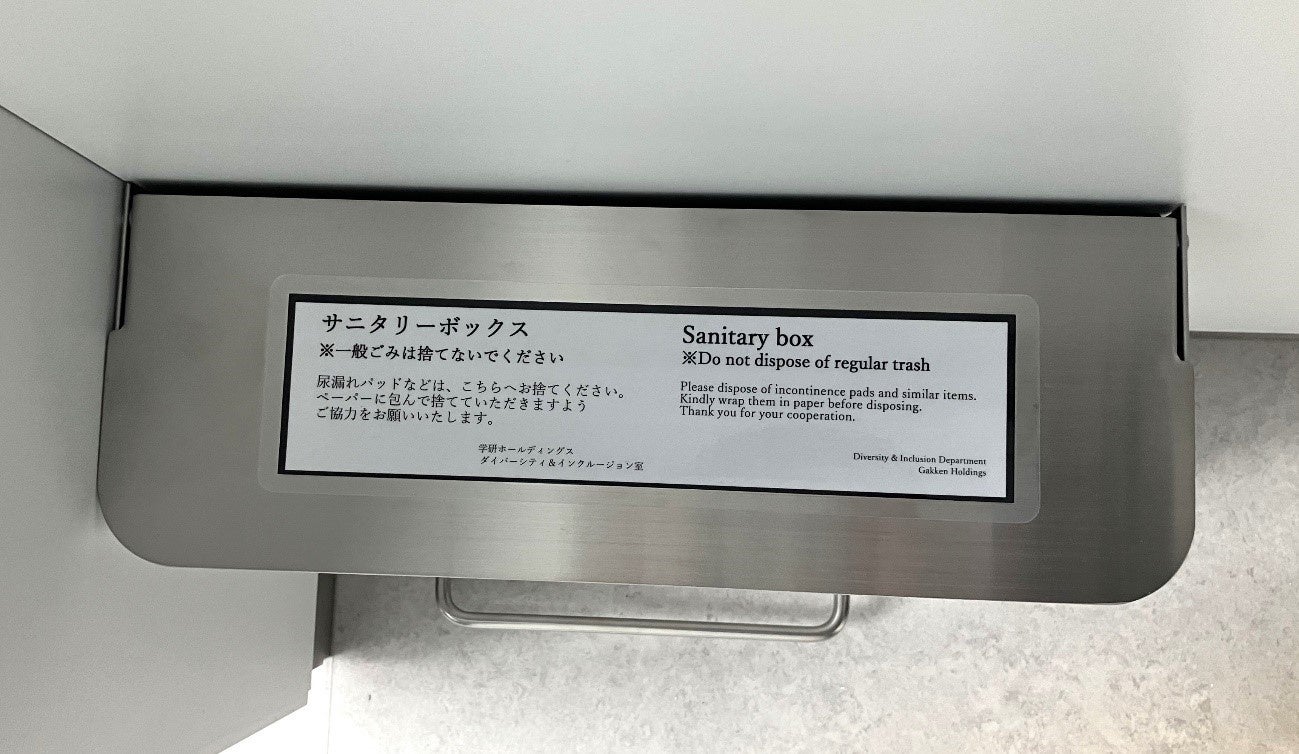 サニタリーボックス
※一般ごみは捨てないでください
尿漏れパッドなどは、こちらへお捨てください。
ペーパーに包んで捨てていただきますよう
ご協力をお願いいたします。
学研ホールディングス
ダイバーシティ＆インクルージョン室
Sanitary box
※Do not dispose of regular trash
Please dispose of incontinence pads and similar items.
Kindly wrap them in paper before disposing.
Thank you for your cooperation.
Diversity & Inclusion Department
Gakken Holdings